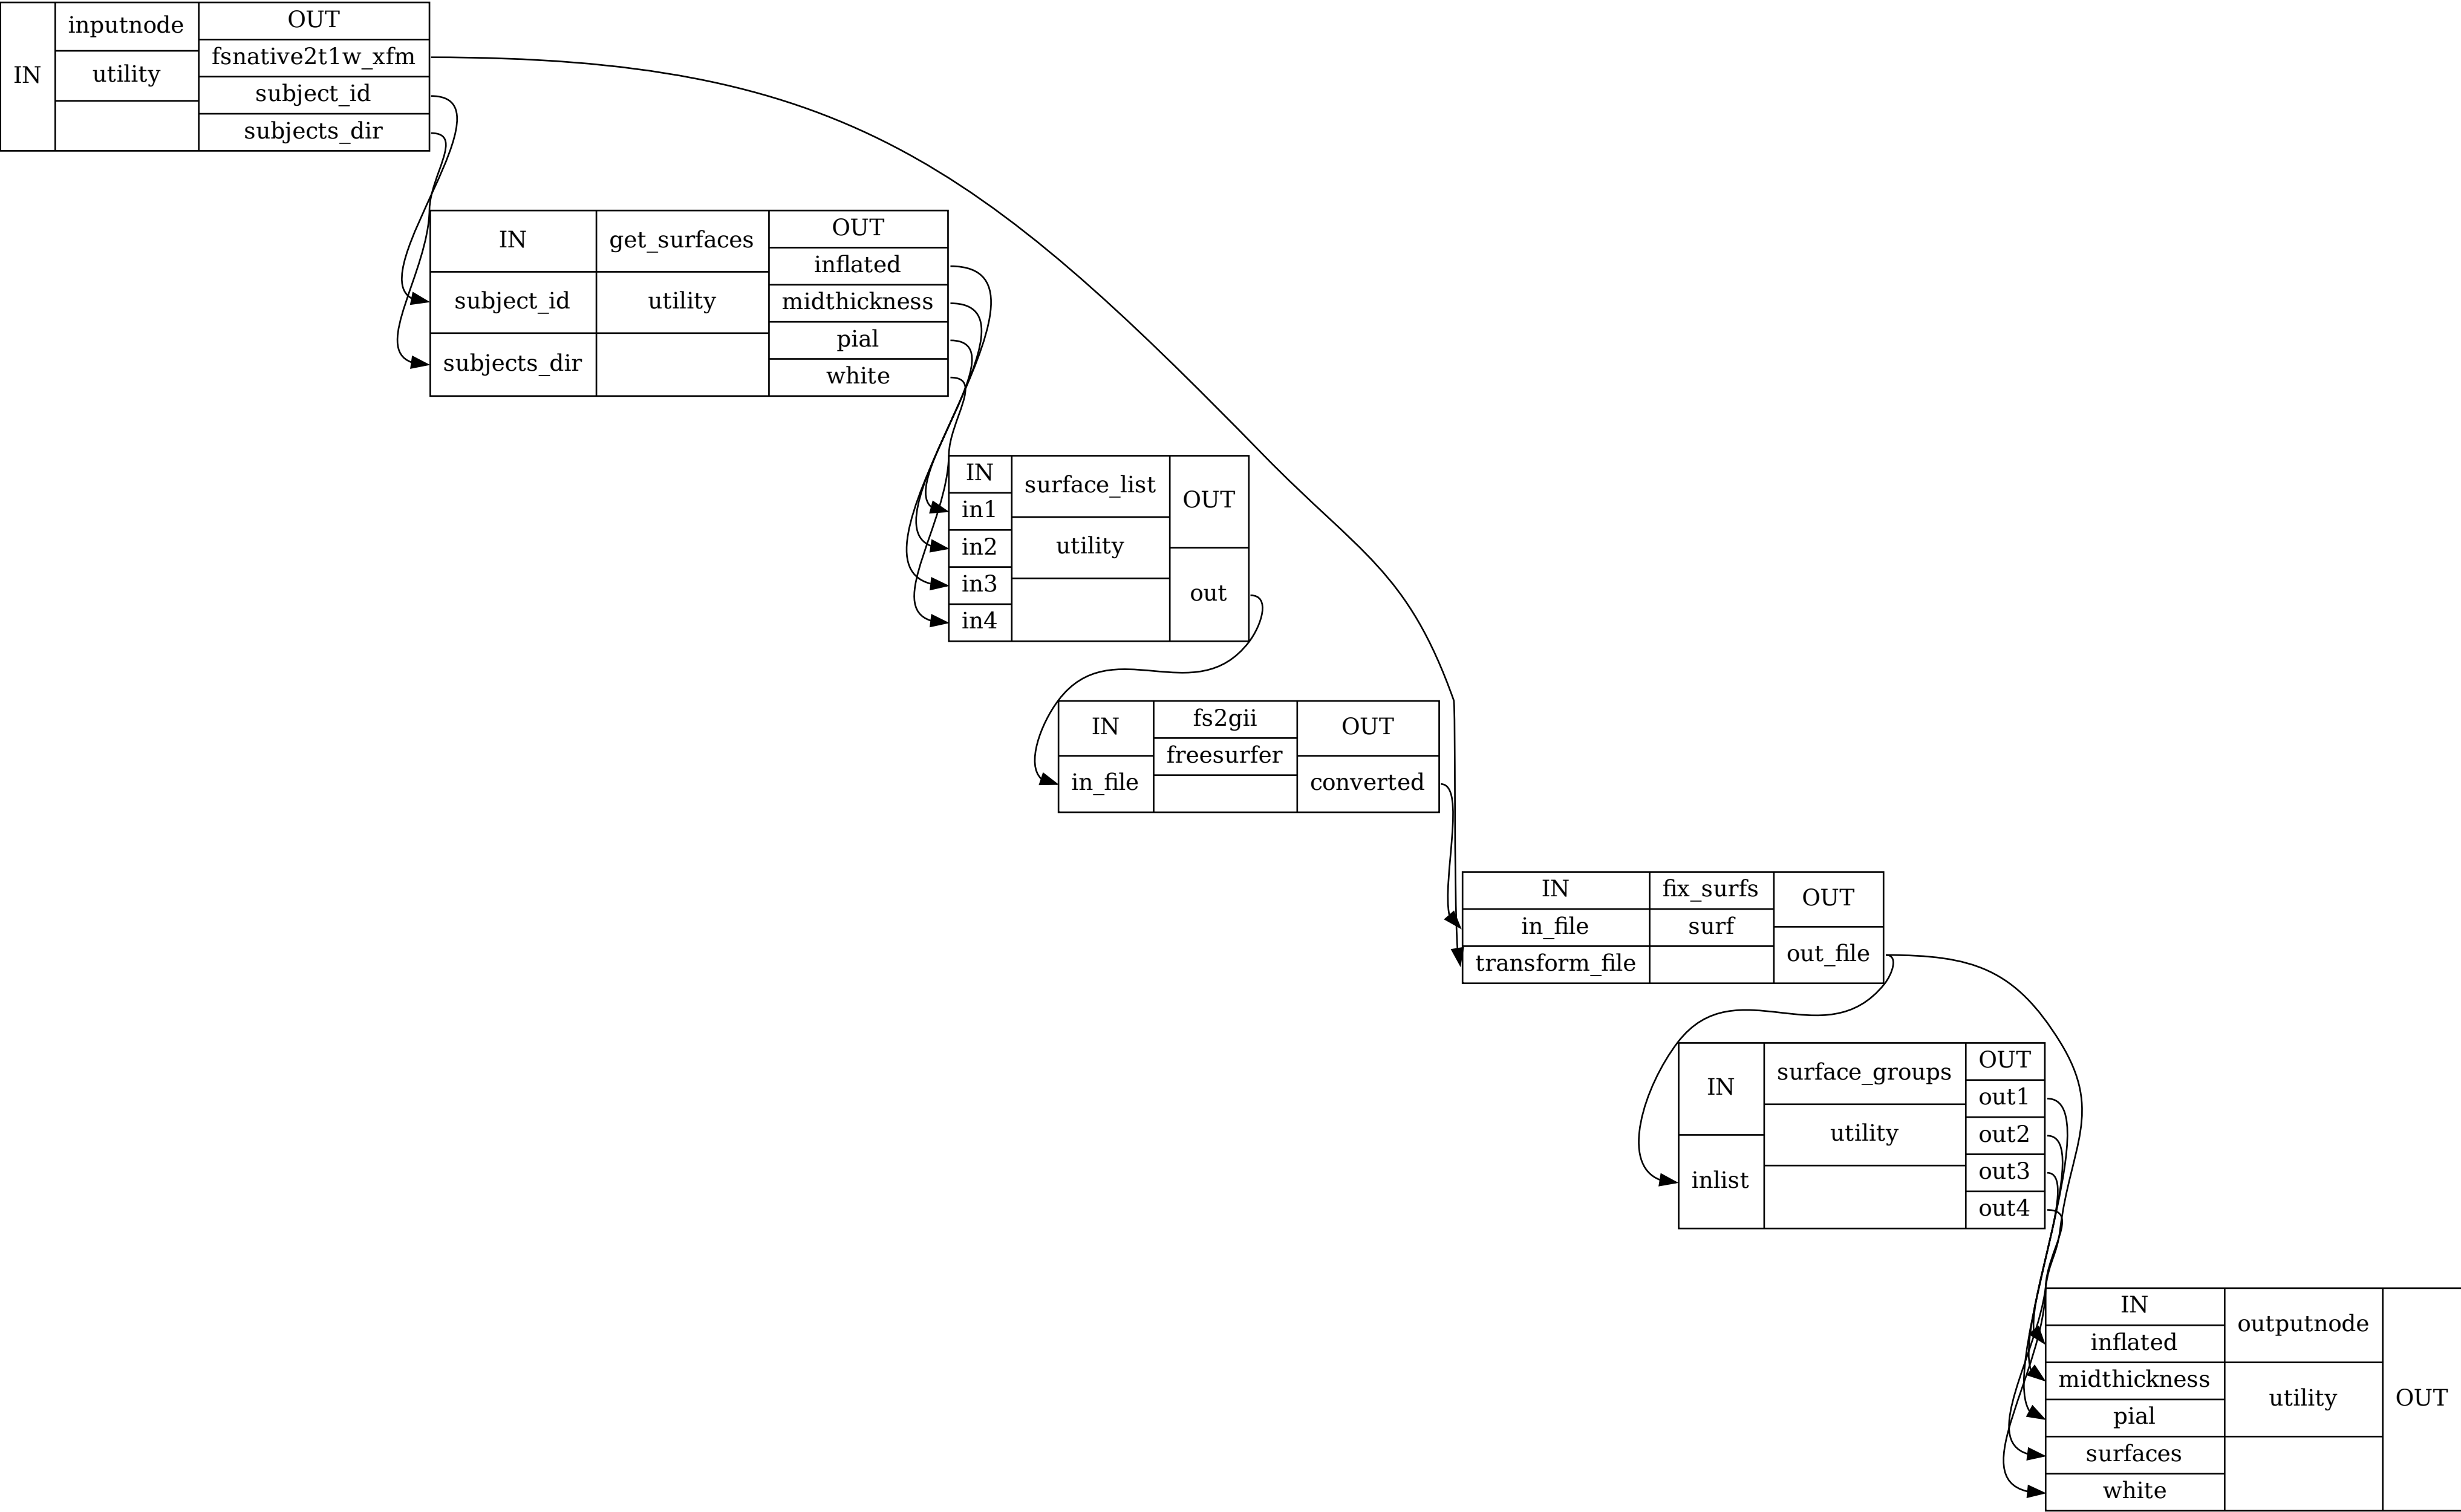 IN
inputnode
utility
OUT
fsnative2t1w_xfm
subject_id
subjects_dir
IN
subject_id
subjects_dir
get_surfaces
utility
OUT
inflated
midthickness
pial
white
IN
in1
in2
in3
in4
surface_list
utility
OUT
out
IN
in_file
fs2gii
freesurfer
OUT
converted
IN
in_file
transform_file
fix_surfs
surf
OUT
out_file
IN
inlist
surface_groups
utility
OUT
out1
out2
out3
out4
IN
inflated
midthickness
pial
surfaces
white
outputnode
utility
OUT